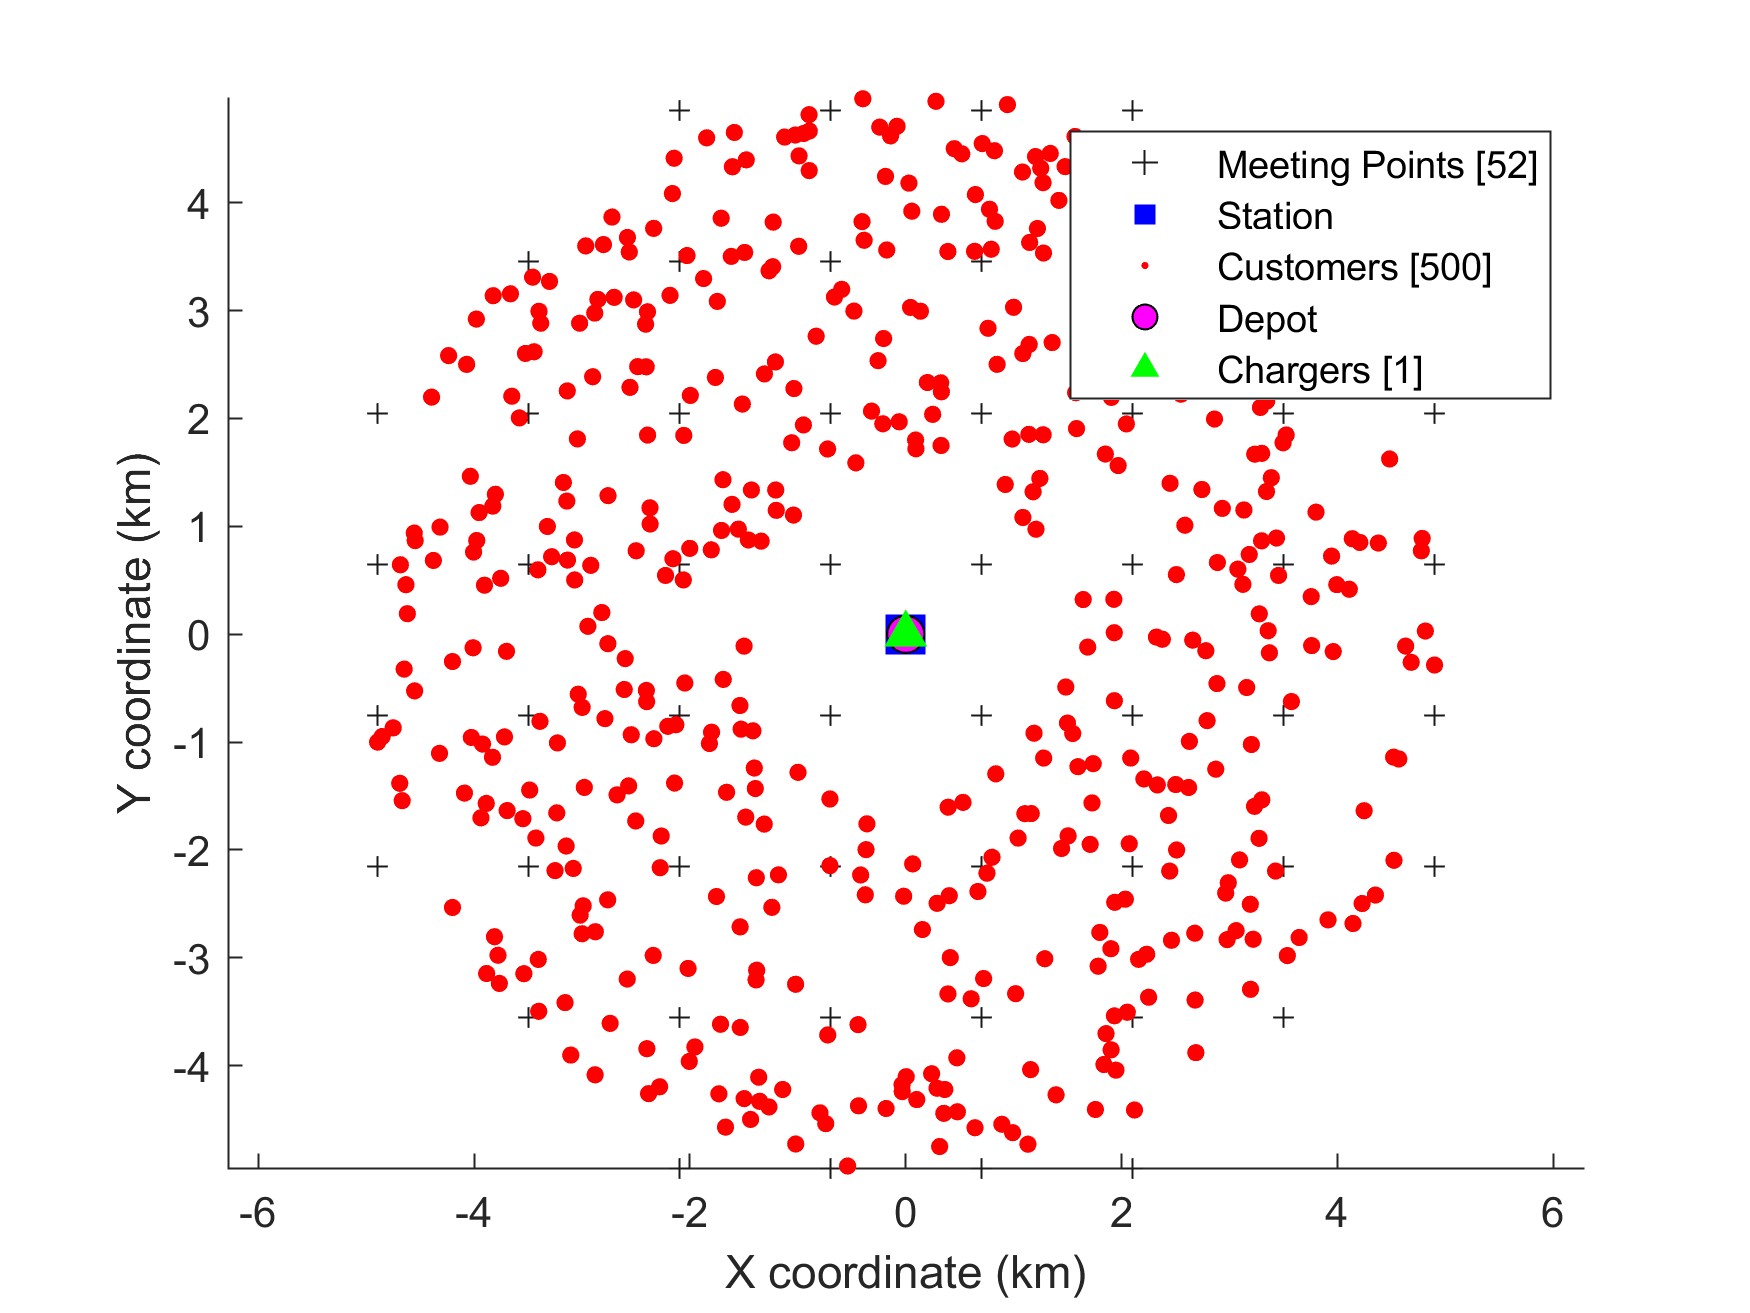 Meeting Points [52]
Station
Customers [500]
Depot
Chargers [1]
4
3
2
1
0
-1
-2
-3
-4
Y coordinate (km)
-6 -4 -2 0 2 4 6
X coordinate (km)